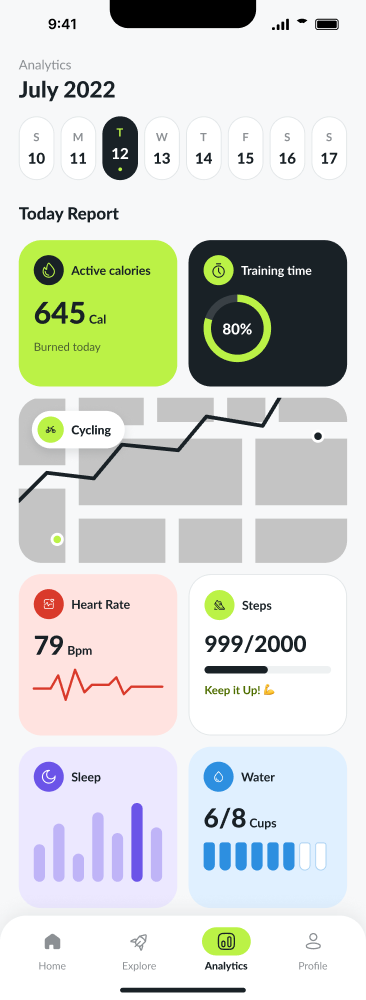 9:41
Analytics
July 2022
S M T W T F S S
10 11 12 13 14 15 16 17
Today Report
Active calories
645 Cal
Burned today
Training time
80%
Cycling
Heart Rate
79 Bpm
Steps
999/2000
Keep it Up! 💪
Sleep
Water
6/8 Cups
Home Explore Analytics Profile